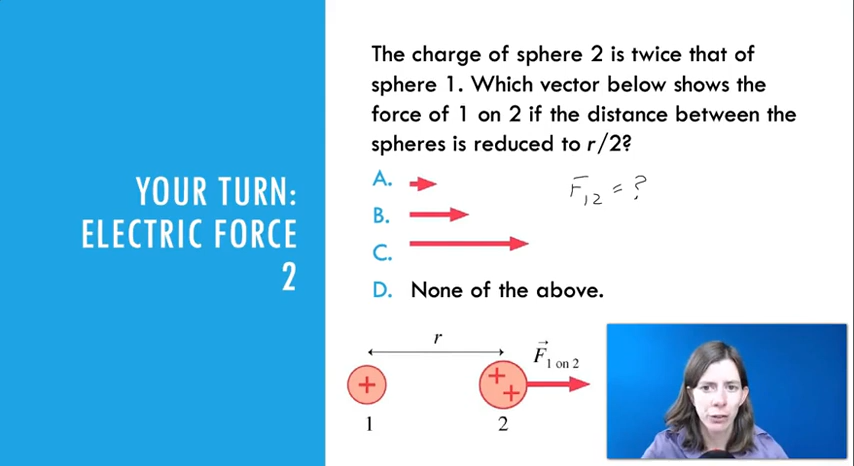 YOUR TURN:
ELECTRIC FORCE
2
The charge of sphere 2 is twice that of
sphere 1. Which vector below shows the
force of 1 on 2 if the distance between the
spheres is reduced to r/2?
A.
B.
C.
D. None of the above.
F₁₂ = ?
r
F⃗ 1 on 2
+
+
+
1
2